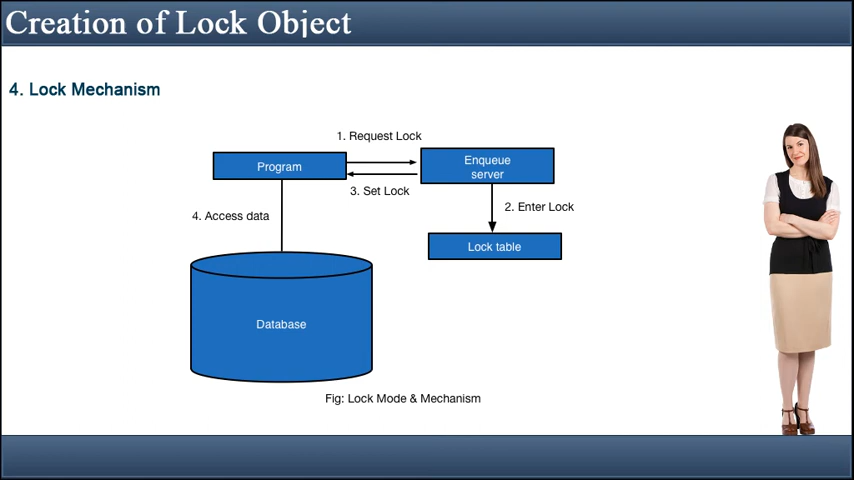 Creation of Lock Object
4. Lock Mechanism
1. Request Lock
Program
Enqueue
server
3. Set Lock
4. Access data
2. Enter Lock
Lock table
Database
Fig: Lock Mode & Mechanism